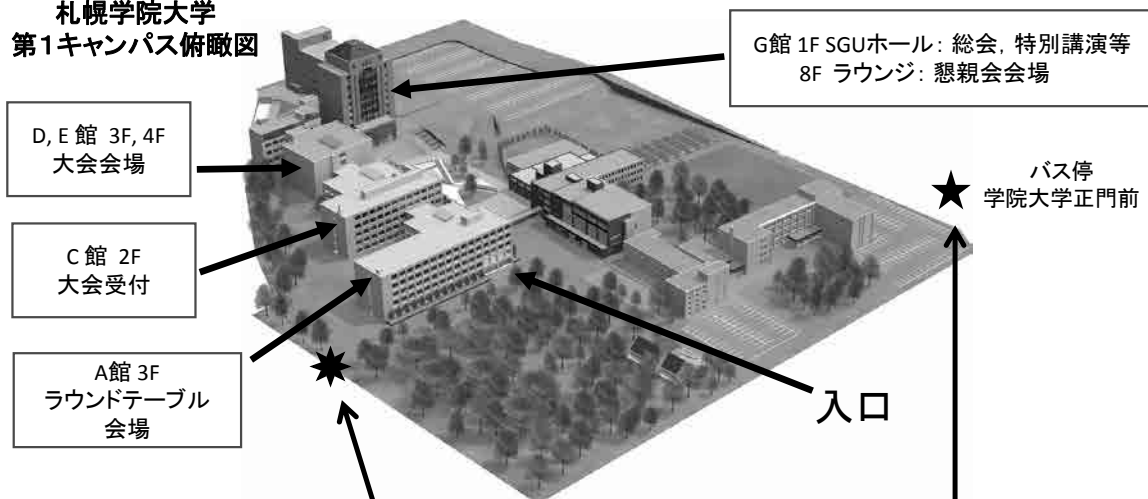 札幌学院大学
第1キャンパス俯瞰図
G館 1F SGUホール: 総会, 特別講演等
8F ラウンジ: 懇親会会場
D, E 館 3F, 4F
大会会場
バス停
学院大学正門前
C 館 2F
大会受付
A館 3F
ラウンドテーブル
会場
入口